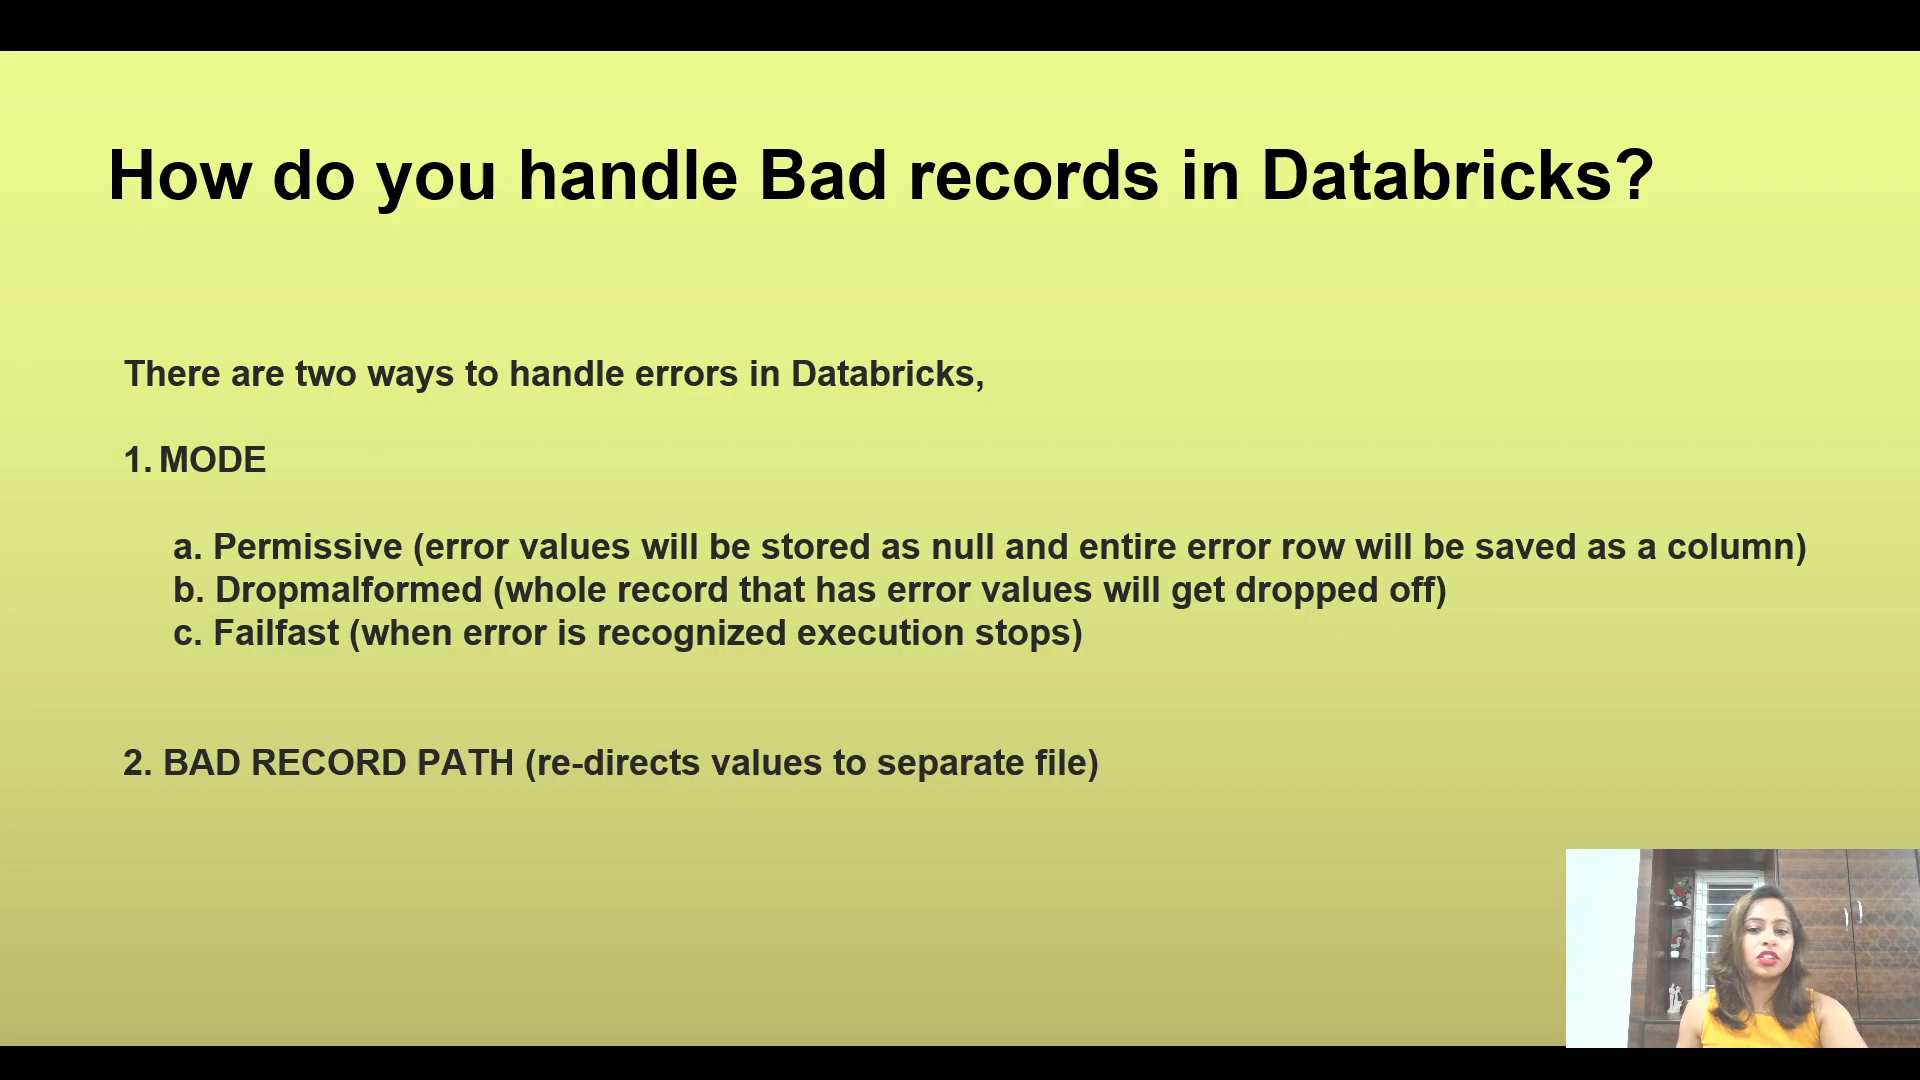 How do you handle Bad records in Databricks?
There are two ways to handle errors in Databricks,
1. MODE
a. Permissive (error values will be stored as null and entire error row will be saved as a column)
b. Dropmalformed (whole record that has error values will get dropped off)
c. Failfast (when error is recognized execution stops)
2. BAD RECORD PATH (re-directs values to separate file)